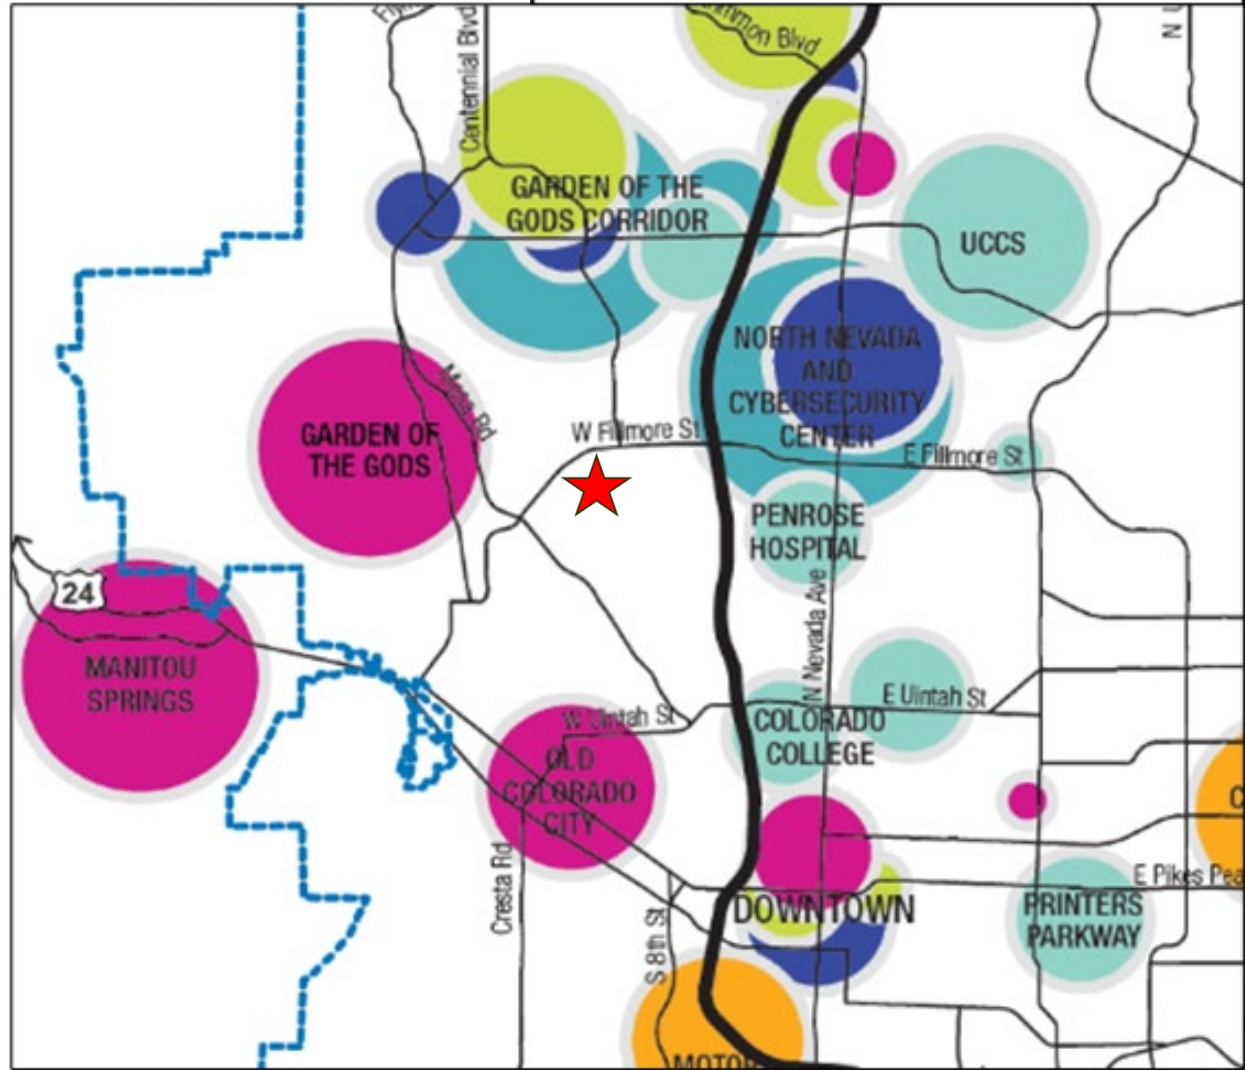 Centennial Blvd
GARDEN OF THE
GODS CORRIDOR
UCCS
NORTH NEVADA
AND
CYBERSECURITY
CENTER
Mesa Rd
GARDEN OF
THE GODS
W Fillmore St
E Fillmore St
PENROSE
HOSPITAL
24
MANITOU
SPRINGS
N Nevada Ave
E Uintah St
W Uintah St
COLORADO
COLLEGE
OLD
COLORADO
CITY
Cresta Rd
S 8th St
DOWNTOWN
E Pikes Pea
PRINTERS
PARKWAY
MOTOR